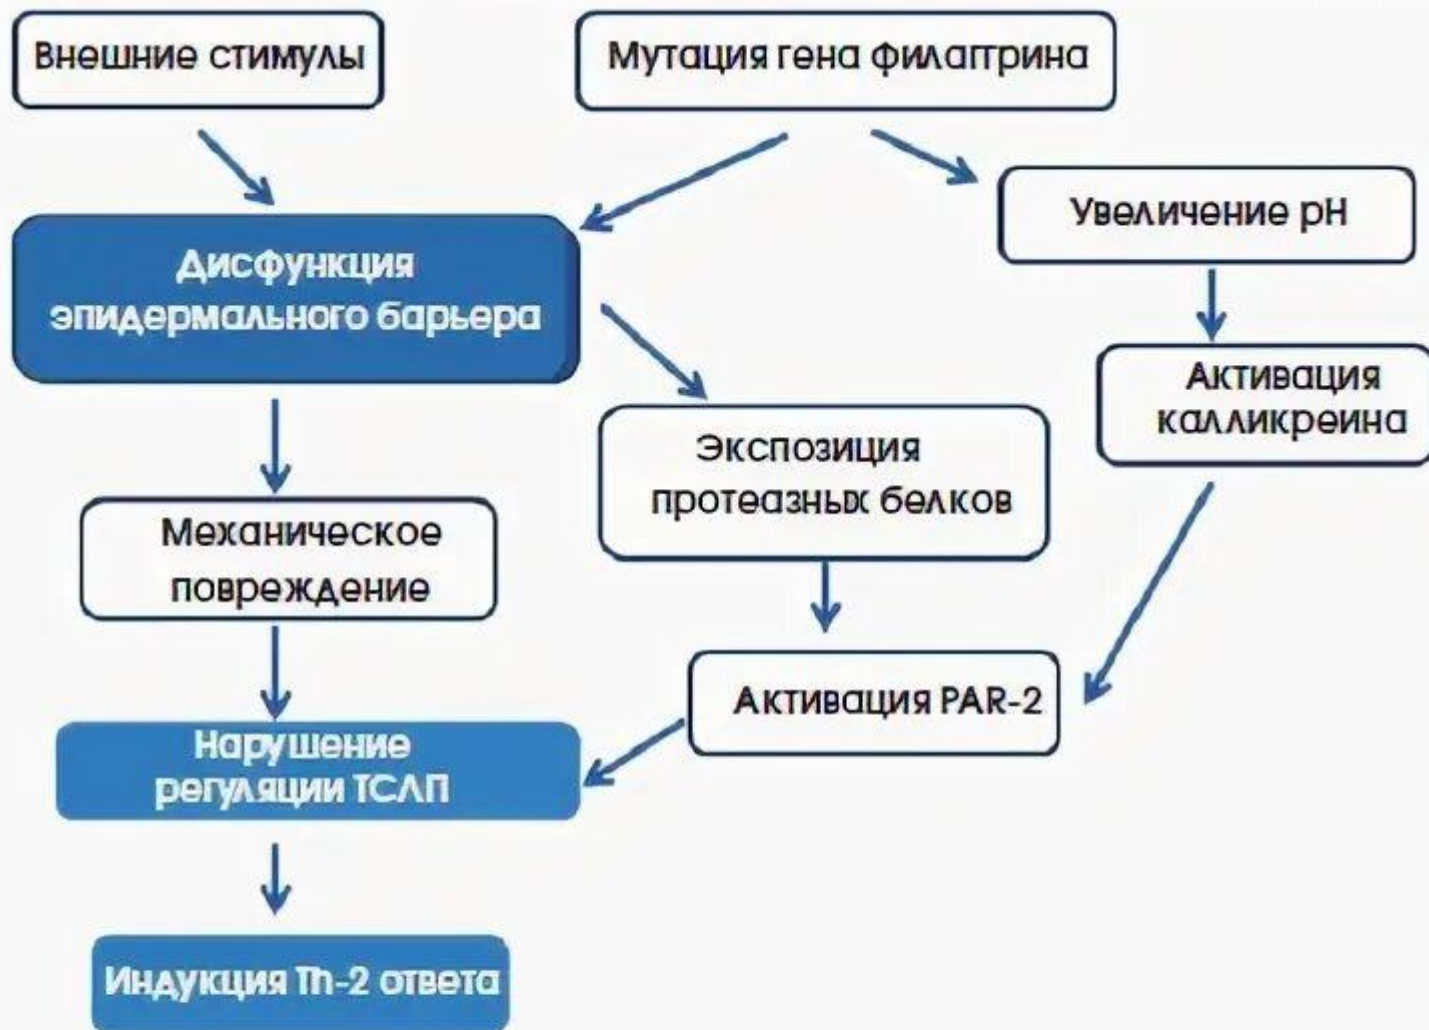 Внешние стимулы
Мутация гена филаггрина
Увеличение pH
Дисфункция
эпидермального барьера
Активация
калликреина
Экспозиция
протеазных белков
Механическое
повреждение
Активация PAR-2
Нарушение
регуляции ТСЛП
Индукция Th-2 ответа